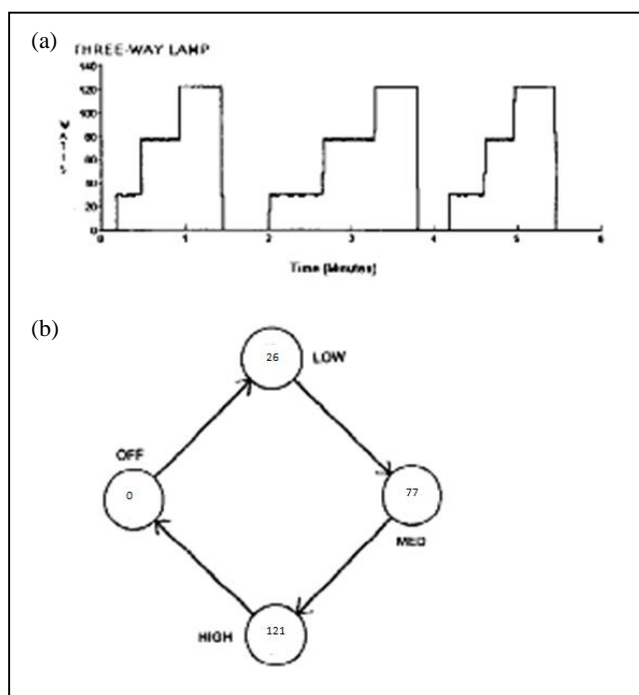 (a)
THREE-WAY LAMP
140
120
100
80
60
40
20
0
0 1 2 3 4 5 6
Time (Minutes)
(b)
26 LOW
OFF
0
77
MED
HIGH 121